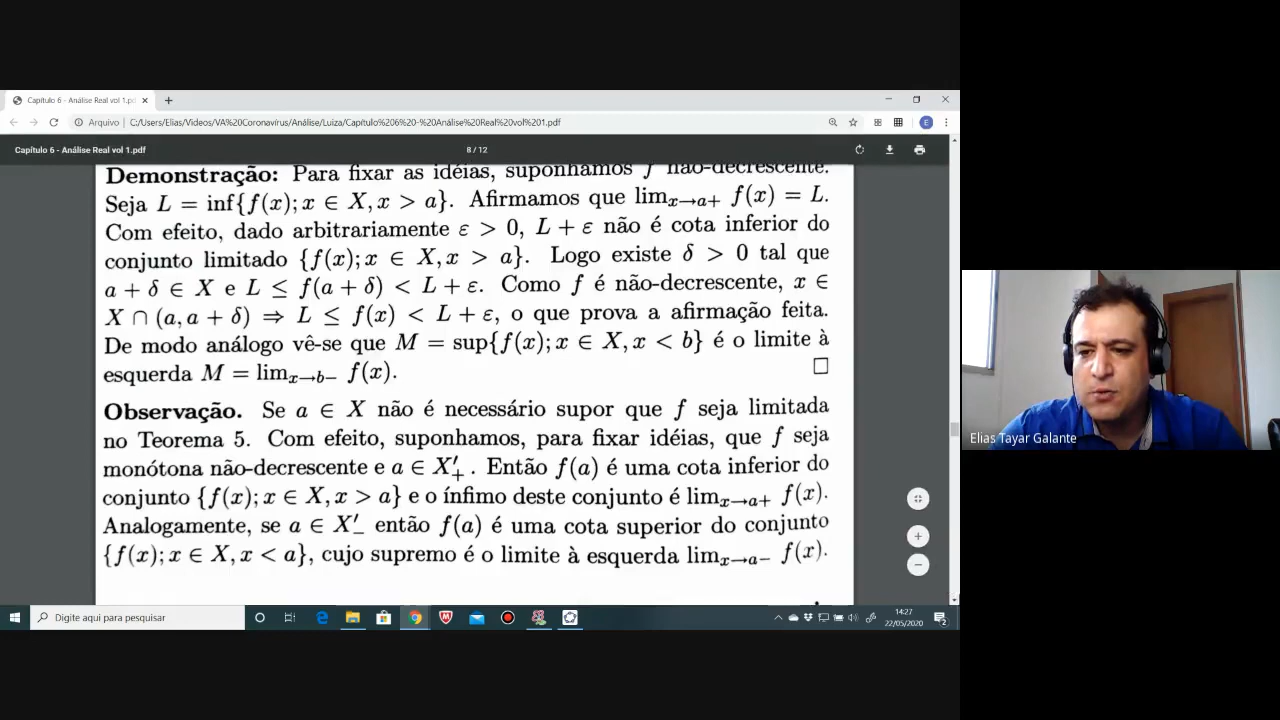 Capítulo 6 - Análise Real vol 1.pd
Arquivo | C:/Users/Elias/Videos/VA%20Coronavírus/Análise/Luiza/Capítulo%206%20-%20Análise%20Real%20vol%201.pdf
E
Capítulo 6 - Análise Real vol 1.pdf
8 / 12
Demonstração: Para fixar as idéias, suponhamos f não-decrescente.
Seja L = inf{f(x); x ∈ X, x > a}. Afirmamos que lim_{x→a+} f(x) = L.
Com efeito, dado arbitrariamente ε > 0, L + ε não é cota inferior do
conjunto limitado {f(x); x ∈ X, x > a}. Logo existe δ > 0 tal que
a + δ ∈ X e L ≤ f(a + δ) < L + ε. Como f é não-decrescente, x ∈
X ∩ (a, a + δ) ⇒ L ≤ f(x) < L + ε, o que prova a afirmação feita.
De modo análogo vê-se que M = sup{f(x); x ∈ X, x < b} é o limite à
esquerda M = lim_{x→b−} f(x). □
Observação. Se a ∈ X não é necessário supor que f seja limitada
no Teorema 5. Com efeito, suponhamos, para fixar idéias, que f seja
monótona não-decrescente e a ∈ X′₊. Então f(a) é uma cota inferior do
conjunto {f(x); x ∈ X, x > a} e o ínfimo deste conjunto é lim_{x→a+} f(x).
Analogamente, se a ∈ X′₋ então f(a) é uma cota superior do conjunto
{f(x); x ∈ X, x < a}, cujo supremo é o limite à esquerda lim_{x→a−} f(x).
Elias Tayar Galante
Digite aqui para pesquisar
14:27
22/05/2020
2